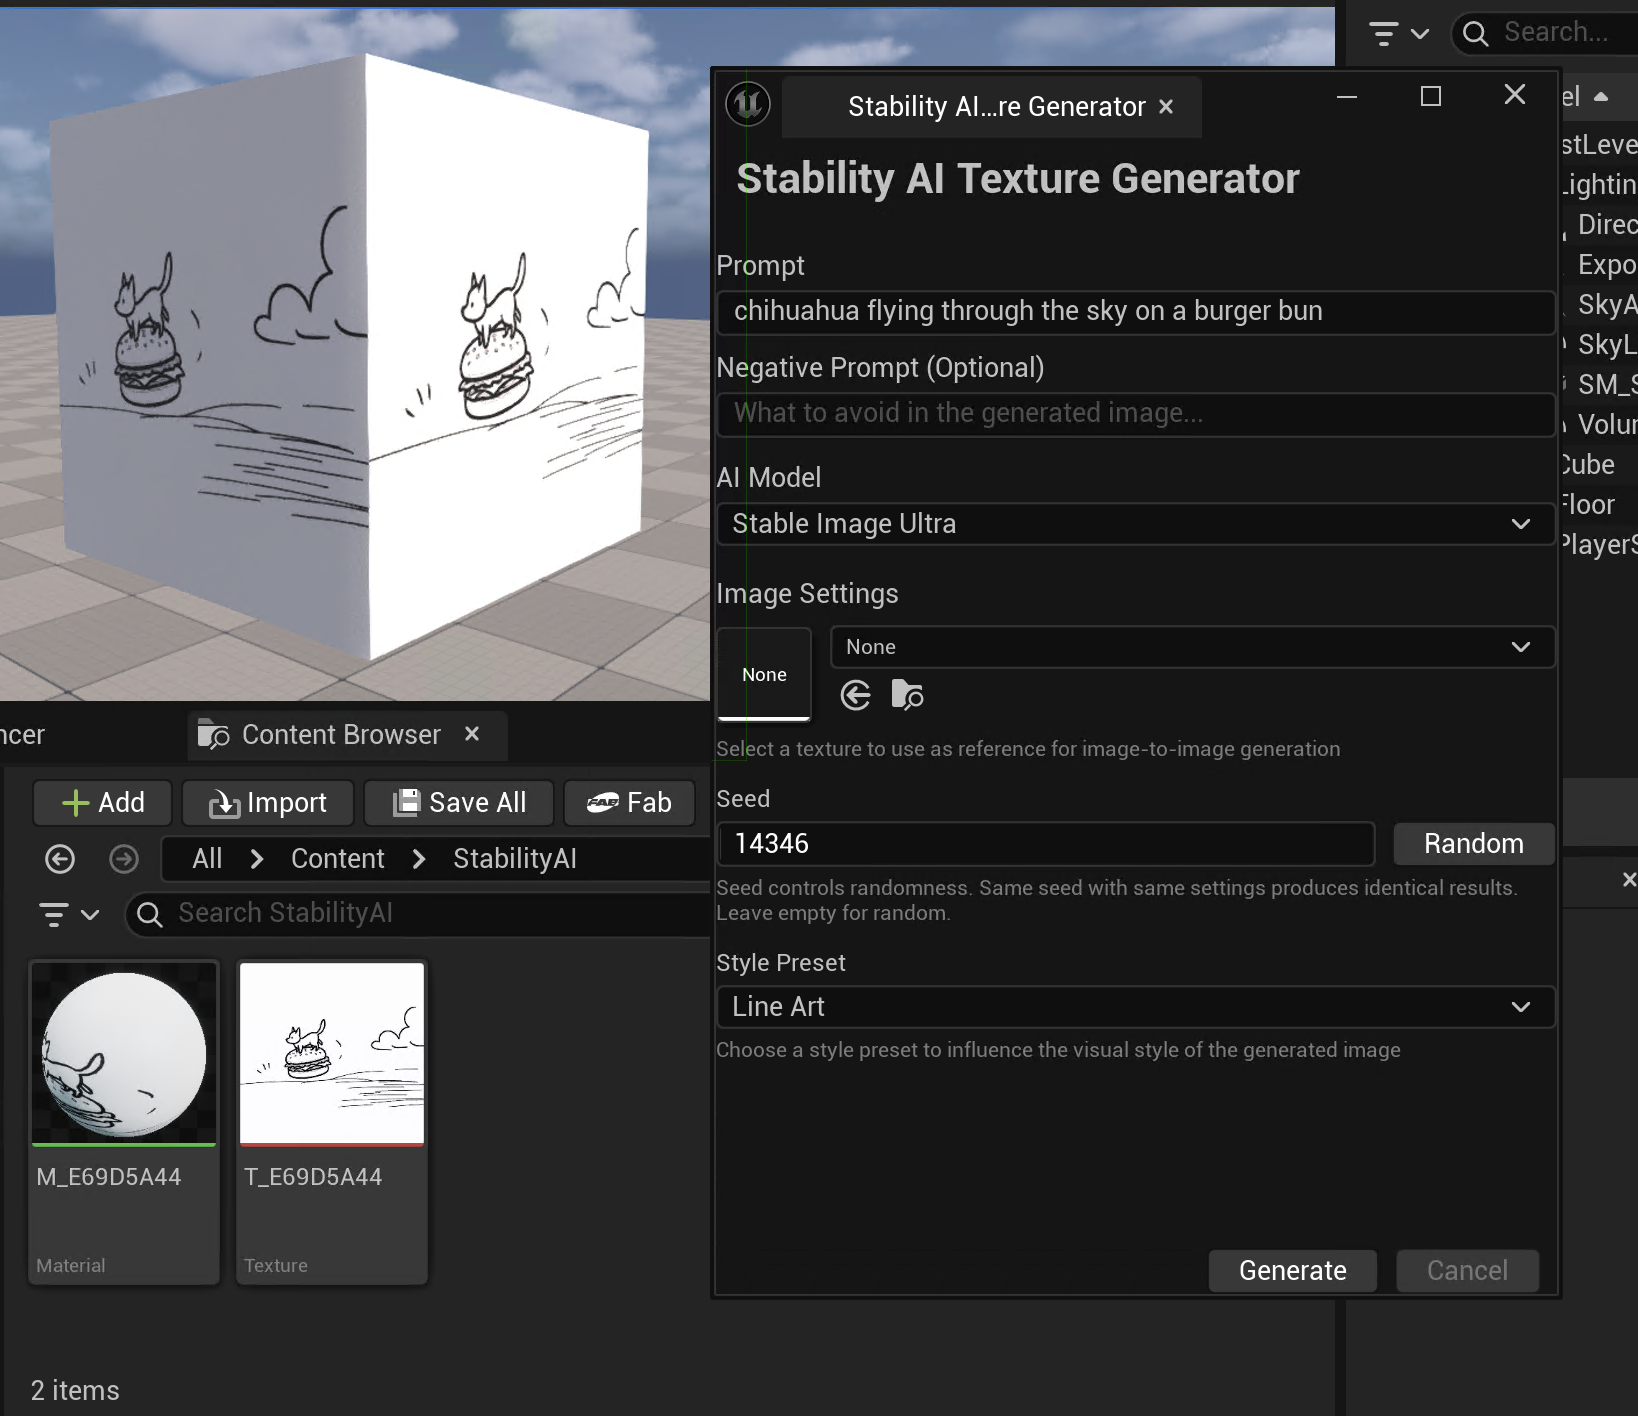 Search...
Stability AI...re Generator
Stability AI Texture Generator
Prompt
chihuahua flying through the sky on a burger bun
Negative Prompt (Optional)
What to avoid in the generated image...
AI Model
Stable Image Ultra
Image Settings
None
None
Select a texture to use as reference for image-to-image generation
Seed
14346
Random
Seed controls randomness. Same seed with same settings produces identical results.
Leave empty for random.
Style Preset
Line Art
Choose a style preset to influence the visual style of the generated image
Generate
Cancel
el
stLeve
Lightin
Direc
Expo
SkyA
SkyL
SM_S
Volum
Cube
Floor
PlayerS
ncer
Content Browser
Add
Import
Save All
FAB Fab
All
Content
StabilityAI
Search StabilityAI
M_E69D5A44
Material
T_E69D5A44
Texture
2 items